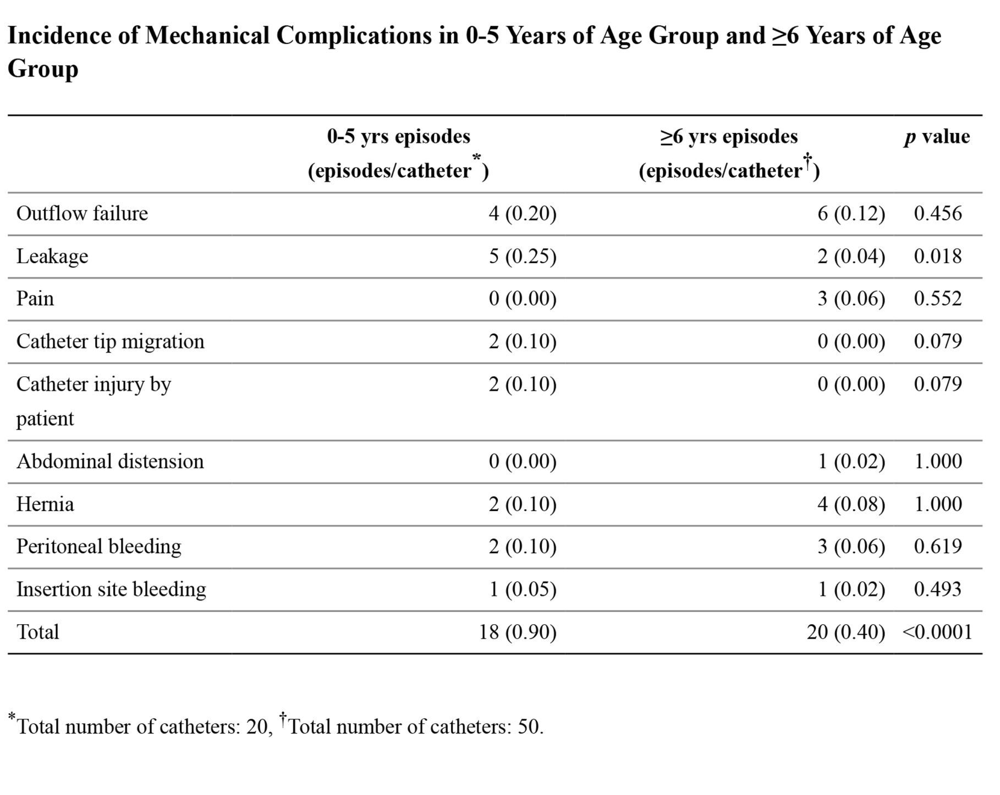 Incidence of Mechanical Complications in 0-5 Years of Age Group and ≥6 Years of Age
Group
0-5 yrs episodes
(episodes/catheter*)
≥6 yrs episodes
(episodes/catheter†)
p value
Outflow failure 4 (0.20) 6 (0.12) 0.456
Leakage 5 (0.25) 2 (0.04) 0.018
Pain 0 (0.00) 3 (0.06) 0.552
Catheter tip migration 2 (0.10) 0 (0.00) 0.079
Catheter injury by 2 (0.10) 0 (0.00) 0.079
patient
Abdominal distension 0 (0.00) 1 (0.02) 1.000
Hernia 2 (0.10) 4 (0.08) 1.000
Peritoneal bleeding 2 (0.10) 3 (0.06) 0.619
Insertion site bleeding 1 (0.05) 1 (0.02) 0.493
Total 18 (0.90) 20 (0.40) <0.0001
*Total number of catheters: 20, †Total number of catheters: 50.